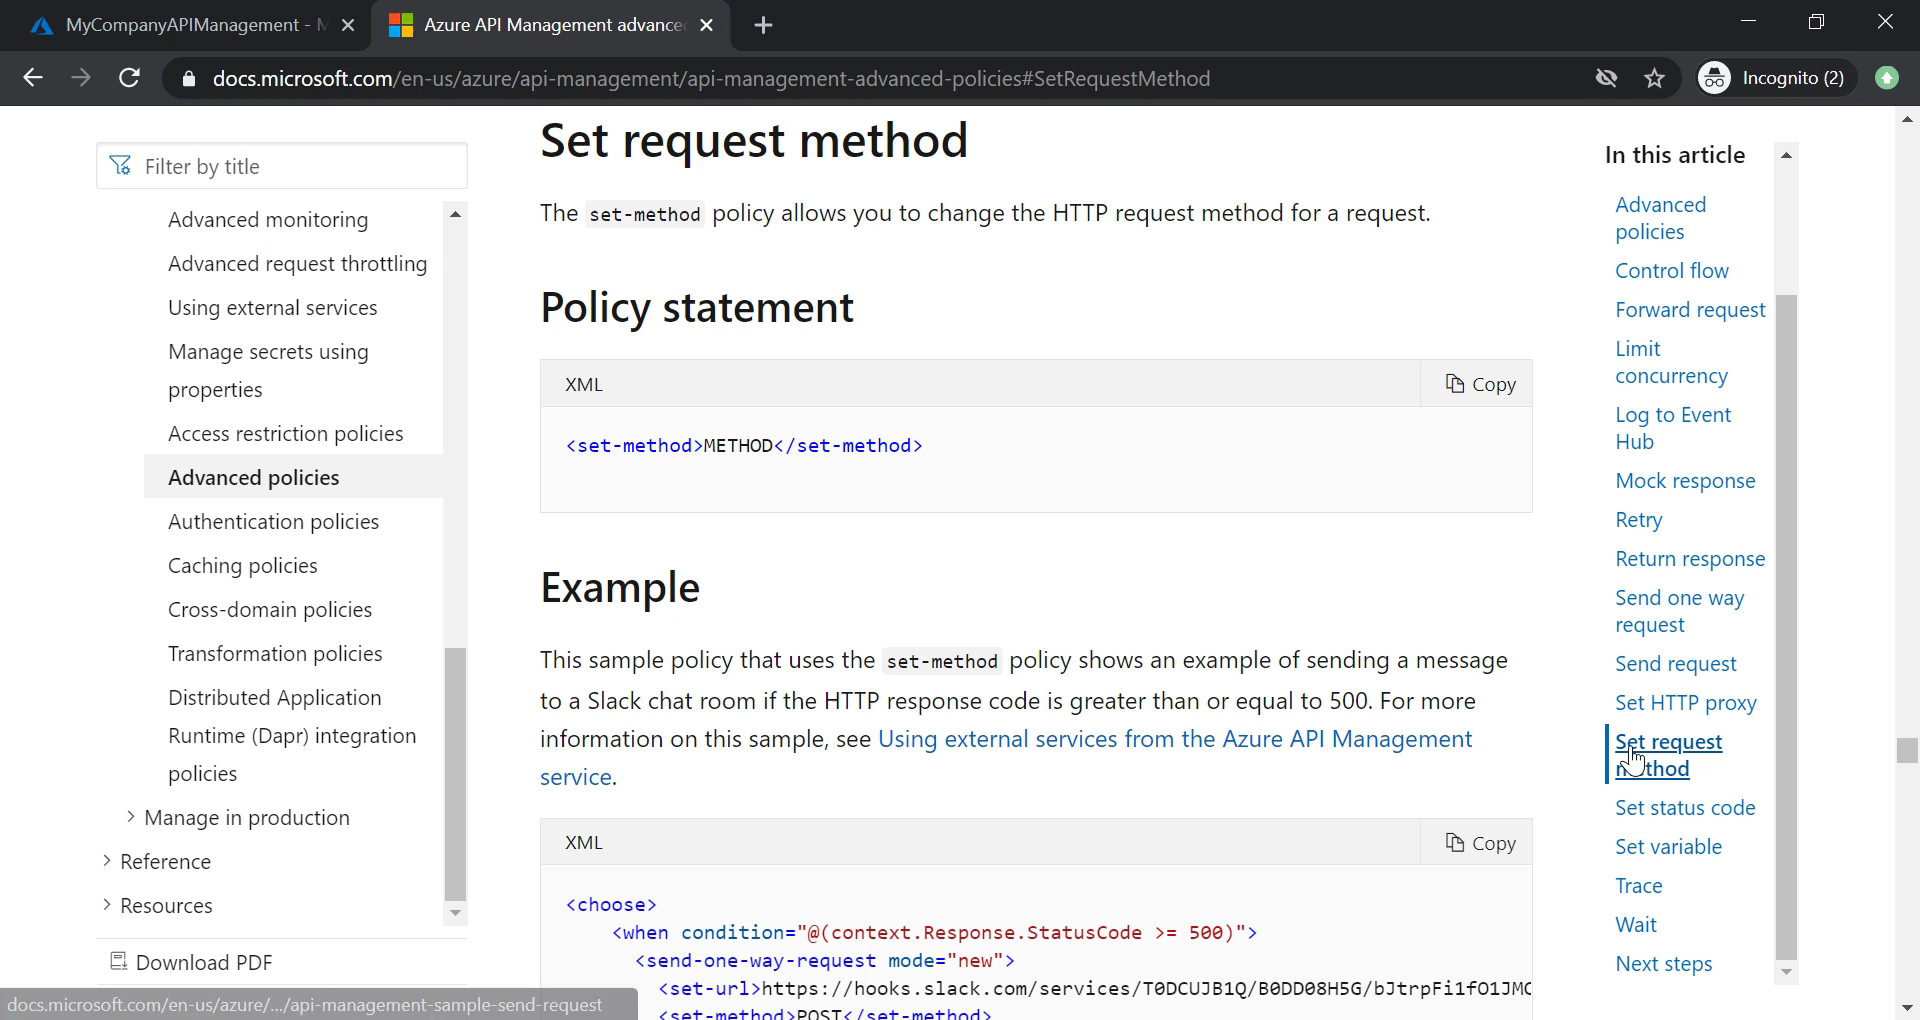 MyCompanyAPIManagement - M
Azure API Management advance
docs.microsoft.com/en-us/azure/api-management/api-management-advanced-policies#SetRequestMethod
Incognito (2)
Filter by title
Advanced monitoring
Advanced request throttling
Using external services
Manage secrets using
properties
Access restriction policies
Advanced policies
Authentication policies
Caching policies
Cross-domain policies
Transformation policies
Distributed Application
Runtime (Dapr) integration
policies
> Manage in production
> Reference
> Resources
Download PDF
docs.microsoft.com/en-us/azure/.../api-management-sample-send-request
Set request method
The set-method policy allows you to change the HTTP request method for a request.
Policy statement
XML
Copy
<set-method>METHOD</set-method>
Example
This sample policy that uses the set-method policy shows an example of sending a message
to a Slack chat room if the HTTP response code is greater than or equal to 500. For more
information on this sample, see Using external services from the Azure API Management
service.
XML
Copy
<choose>
<when condition="@(context.Response.StatusCode >= 500)">
<send-one-way-request mode="new">
<set-url>https://hooks.slack.com/services/T0DCUJB1Q/B0DD08H5G/bJtrpFi1fO1JMC
<set-method>POST</set-method>
In this article
Advanced
policies
Control flow
Forward request
Limit
concurrency
Log to Event
Hub
Mock response
Retry
Return response
Send one way
request
Send request
Set HTTP proxy
Set request
method
Set status code
Set variable
Trace
Wait
Next steps